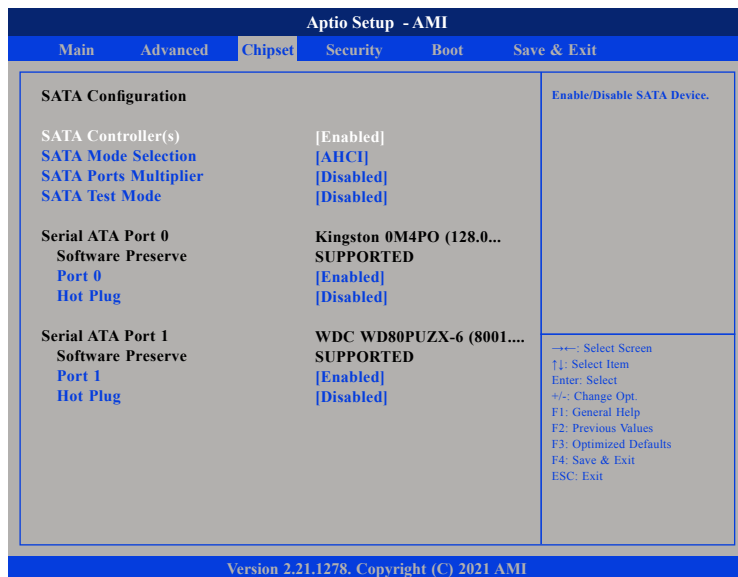 Aptio Setup - AMI
Main Advanced Chipset Security Boot Save & Exit
SATA Configuration
SATA Controller(s) [Enabled]
SATA Mode Selection [AHCI]
SATA Ports Multiplier [Disabled]
SATA Test Mode [Disabled]
Serial ATA Port 0 Kingston 0M4PO (128.0...
Software Preserve SUPPORTED
Port 0 [Enabled]
Hot Plug [Disabled]
Serial ATA Port 1 WDC WD80PUZX-6 (8001....
Software Preserve SUPPORTED
Port 1 [Enabled]
Hot Plug [Disabled]
Enable/Disable SATA Device.
→←: Select Screen
↑↓: Select Item
Enter: Select
+/-: Change Opt.
F1: General Help
F2: Previous Values
F3: Optimized Defaults
F4: Save & Exit
ESC: Exit
Version 2.21.1278. Copyright (C) 2021 AMI